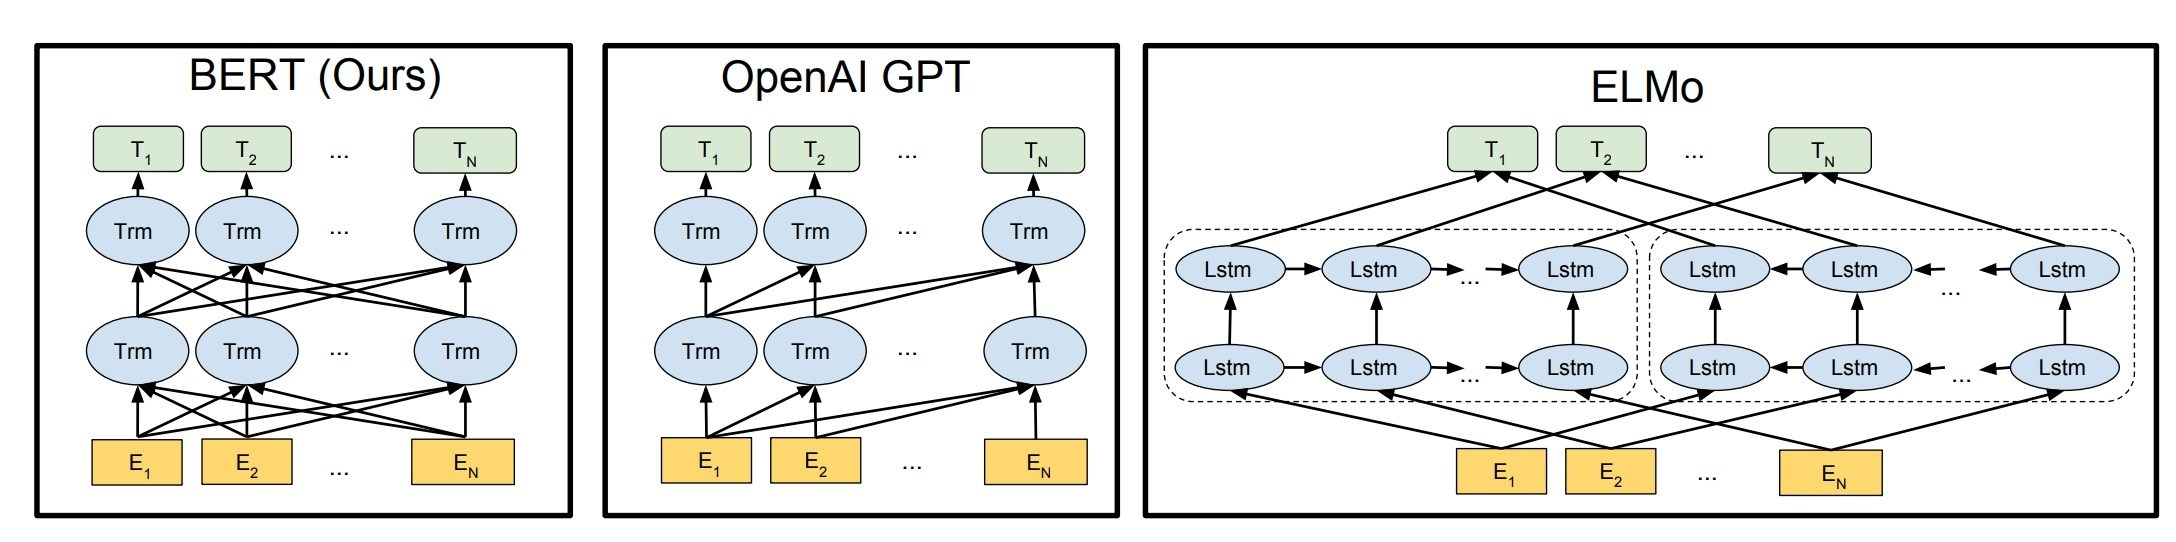 BERT (Ours)
T1 T2 ... TN
Trm Trm ... Trm
Trm Trm ... Trm
E1 E2 ... EN
OpenAI GPT
T1 T2 ... TN
Trm Trm ... Trm
Trm Trm ... Trm
E1 E2 ... EN
ELMo
T1 T2 ... TN
Lstm Lstm ... Lstm Lstm Lstm ... Lstm
Lstm Lstm ... Lstm Lstm Lstm ... Lstm
E1 E2 ... EN